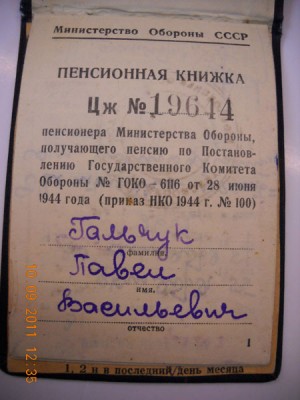 Министерство Обороны СССР
ПЕНСИОННАЯ КНИЖКА
Цж № 19644
пенсионера Министерства Обороны,
получающего пенсию по Постанов-
лению Государственного Комитета
Обороны № ГОКО-6116 от 28 июня
1944 года (приказ НКО 1944 г. № 100)
Гальчук
фамилия
Павел
имя,
Васильевич
отчество
1
1, 2 и в последний день месяца
09 2011 12:35